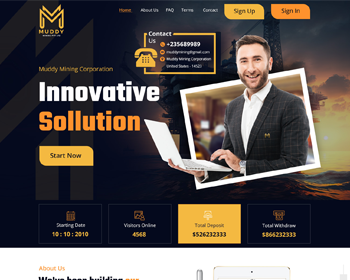 MUDDY
Home
About Us
FAQ
Terms
Contact
Sign Up
Sign In
Contact Us
+235689989
muddymining@gmail.com
Muddy Mining Corporation
United States - 14521
Muddy Mining Corporation
Innovative
Sollution
Start Now
Starting Date
10 : 10 : 2010
Visitors Online
4568
Total Deposit
$526232333
Total Withdraw
$866232333
About Us
We've been building our